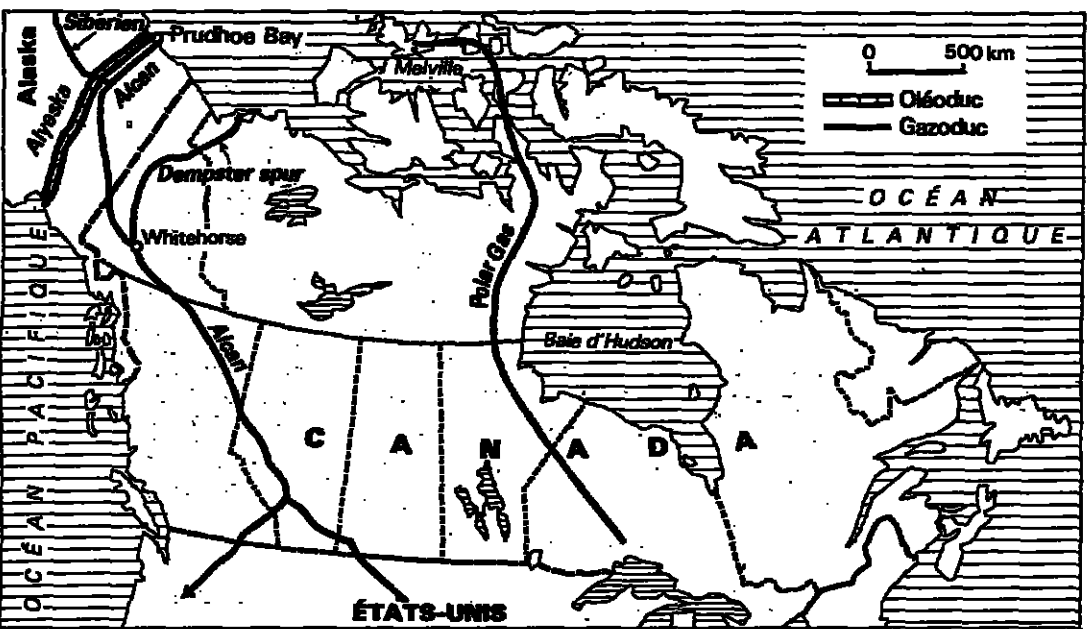 Sibérien
Prudhoe Bay
Alaska
Alcan
Alyeska
I Melville
0 500 km
Oléoduc
Gazoduc
Dempster spur
OCÉAN
ATLANTIQUE
Whitehorse
Polar Gas
Alcan
Baie d'Hudson
CANADA
OCÉAN PACIFIQUE
ÉTATS-UNIS